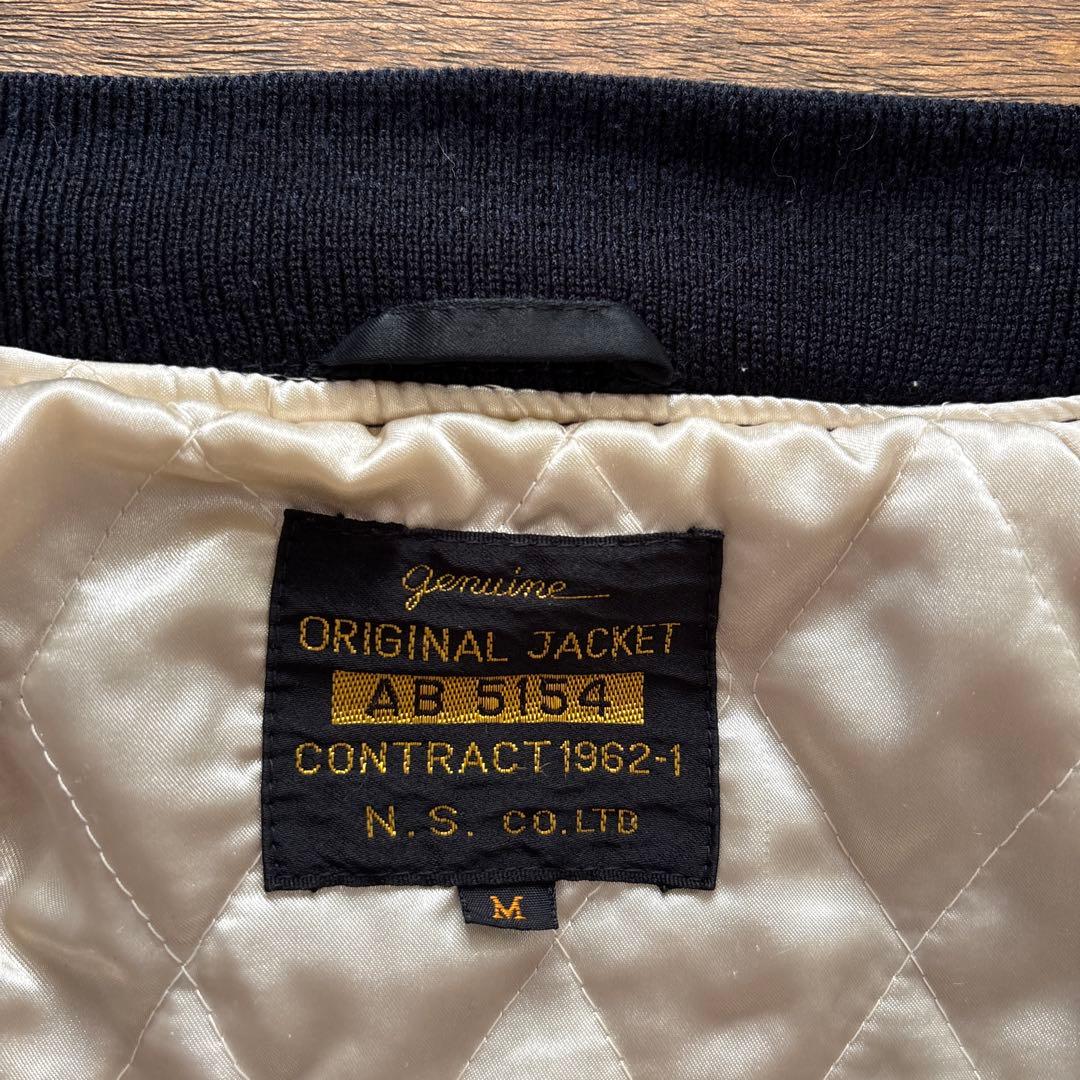 genuine
ORIGINAL JACKET
AB 5154
CONTRACT 1962-1
N.S. CO.LTD
M